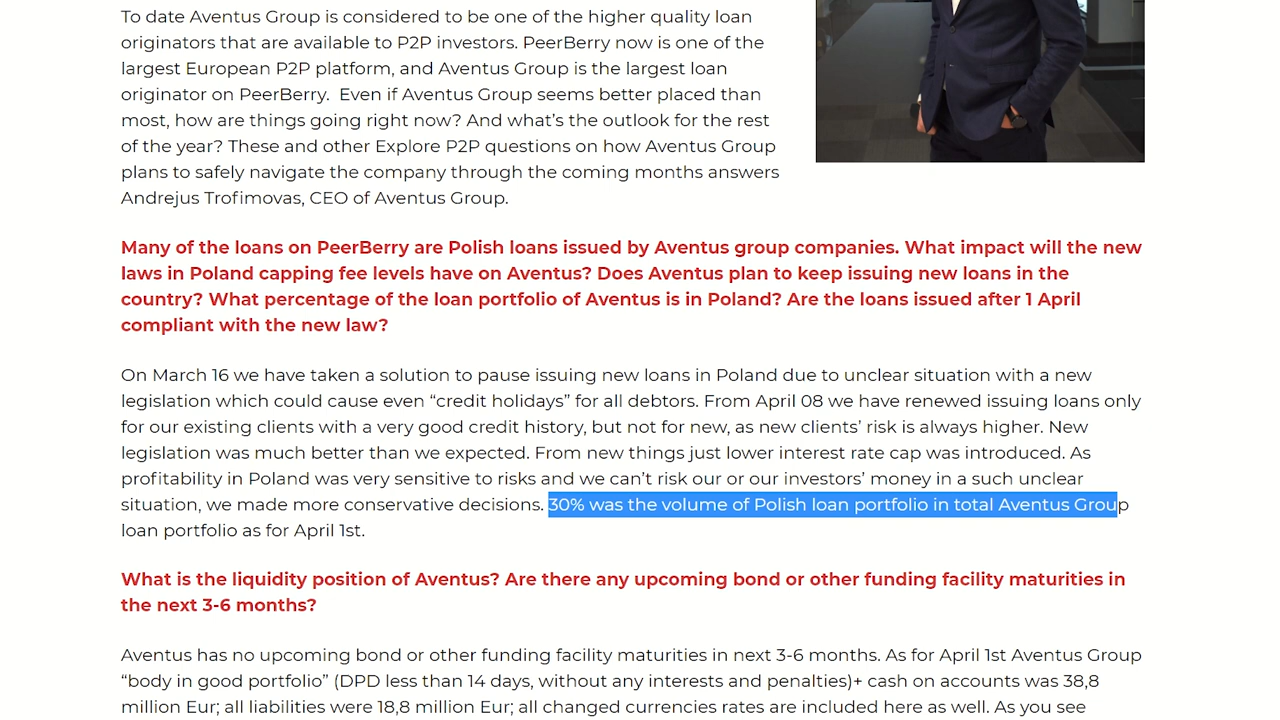 To date Aventus Group is considered to be one of the higher quality loan
originators that are available to P2P investors. PeerBerry now is one of the
largest European P2P platform, and Aventus Group is the largest loan
originator on PeerBerry.  Even if Aventus Group seems better placed than
most, how are things going right now? And what’s the outlook for the rest
of the year? These and other Explore P2P questions on how Aventus Group
plans to safely navigate the company through the coming months answers
Andrejus Trofimovas, CEO of Aventus Group.
Many of the loans on PeerBerry are Polish loans issued by Aventus group companies. What impact will the new
laws in Poland capping fee levels have on Aventus? Does Aventus plan to keep issuing new loans in the
country? What percentage of the loan portfolio of Aventus is in Poland? Are the loans issued after 1 April
compliant with the new law?
On March 16 we have taken a solution to pause issuing new loans in Poland due to unclear situation with a new
legislation which could cause even “credit holidays” for all debtors. From April 08 we have renewed issuing loans only
for our existing clients with a very good credit history, but not for new, as new clients’ risk is always higher. New
legislation was much better than we expected. From new things just lower interest rate cap was introduced. As
profitability in Poland was very sensitive to risks and we can’t risk our or our investors’ money in a such unclear
situation, we made more conservative decisions. 30% was the volume of Polish loan portfolio in total Aventus Group
loan portfolio as for April 1st.
What is the liquidity position of Aventus? Are there any upcoming bond or other funding facility maturities in
the next 3-6 months?
Aventus has no upcoming bond or other funding facility maturities in next 3-6 months. As for April 1st Aventus Group
“body in good portfolio” (DPD less than 14 days, without any interests and penalties)+ cash on accounts was 38,8
million Eur; all liabilities were 18,8 million Eur; all changed currencies rates are included here as well. As you see